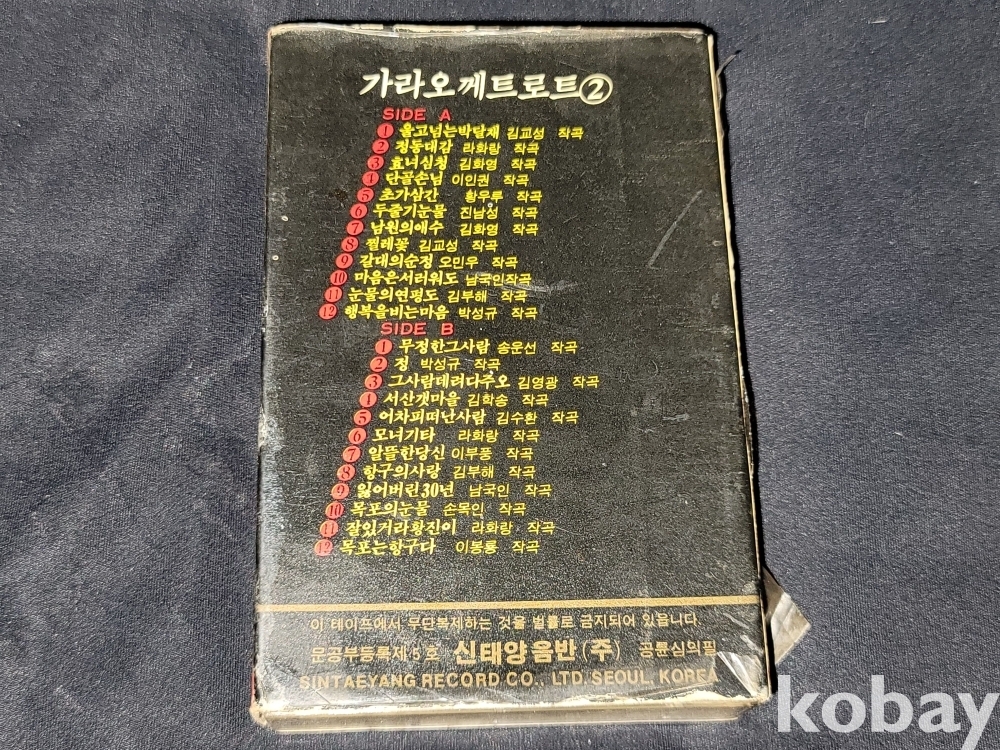 가라오께트로트②
SIDE A
1 울고넘는박달재 김교성 작곡
2 정동대감 라화랑 작곡
3 효녀심청 김화영 작곡
4 단골손님 이인권 작곡
5 초가삼간 황우루 작곡
6 두줄기눈물 진남성 작곡
7 남원의애수 김화영 작곡
8 찔레꽃 김교성 작곡
9 갈대의순정 오민우 작곡
10 마음은서러워도 남국인작곡
11 눈물의연평도 김부해 작곡
12 행복을비는마음 박성규 작곡
SIDE B
1 무정한그사람 송운선 작곡
2 정 박성규 작곡
3 그사람데려다주오 김영광 작곡
4 서산갯마을 김학송 작곡
5 어차피떠난사람 김수환 작곡
6 모녀기타 라화랑 작곡
7 알뜰한당신 이부풍 작곡
8 항구의사랑 김부해 작곡
9 잃어버린30년 남국인 작곡
10 목포의눈물 손목인 작곡
11 잘있거라황진이 라화랑 작곡
12 목포는항구다 이봉룡 작곡
이 테이프에서 무단복제하는 것을 법률로 금지되어 있읍니다.
문공부등록제5호 신태양음반(주) 공륜심의필
SINTAEYANG RECORD CO., LTD. SEOUL, KOREA
kobay